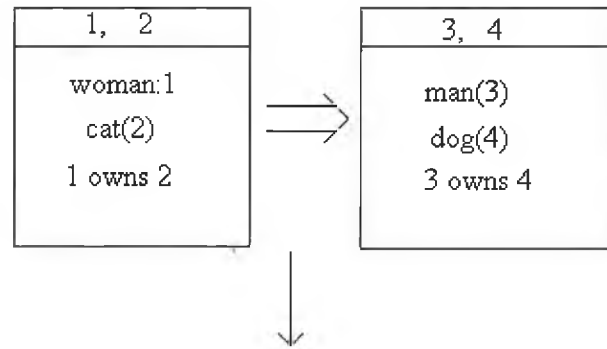 1, 2
woman:1
cat(2)
1 owns 2
3, 4
man(3)
dog(4)
3 owns 4